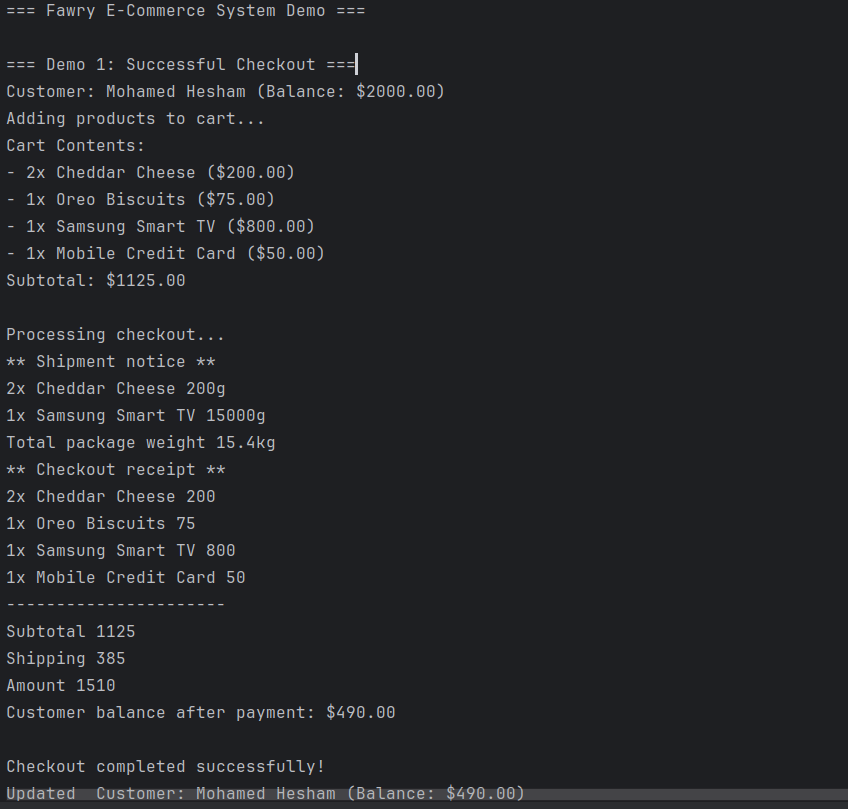 === Fawry E-Commerce System Demo ===
=== Demo 1: Successful Checkout ===
Customer: Mohamed Hesham (Balance: $2000.00)
Adding products to cart...
Cart Contents:
- 2x Cheddar Cheese ($200.00)
- 1x Oreo Biscuits ($75.00)
- 1x Samsung Smart TV ($800.00)
- 1x Mobile Credit Card ($50.00)
Subtotal: $1125.00
Processing checkout...
** Shipment notice **
2x Cheddar Cheese 200g
1x Samsung Smart TV 15000g
Total package weight 15.4kg
** Checkout receipt **
2x Cheddar Cheese 200
1x Oreo Biscuits 75
1x Samsung Smart TV 800
1x Mobile Credit Card 50
----------------------
Subtotal 1125
Shipping 385
Amount 1510
Customer balance after payment: $490.00
Checkout completed successfully!
Updated  Customer: Mohamed Hesham (Balance: $490.00)